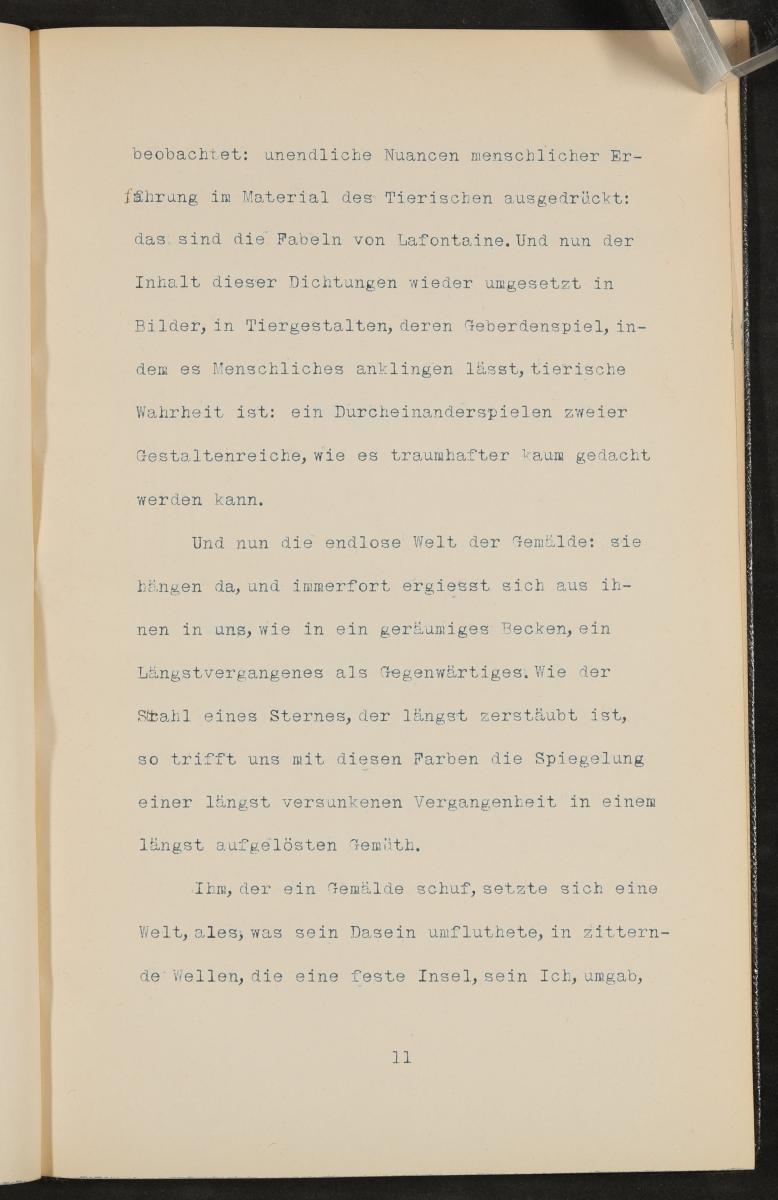 beobachtet: unendliche Nuancen menschlicher Er-
fahrung im Material des Tierischen ausgedrückt:
das sind die Fabeln von Lafontaine. Und nun der
Inhalt dieser Dichtungen wieder umgesetzt in
Bilder, in Tiergestalten, deren Geberdenspiel, in-
dem es Menschliches anklingen lässt, tierische
Wahrheit ist: ein Durcheinanderspielen zweier
Gestaltenreiche, wie es traumhafter kaum gedacht
werden kann.
Und nun die endlose Welt der Gemälde: sie
hängen da, und immerfort ergiesst sich aus ih-
nen in uns, wie in ein geräumiges Becken, ein
Längstvergangenes als Gegenwärtiges. Wie der
Strahl eines Sternes, der längst zerstäubt ist,
so trifft uns mit diesen Farben die Spiegelung
einer längst versunkenen Vergangenheit in einem
längst aufgelösten Gemüth.
Ihm, der ein Gemälde schuf, setzte sich eine
Welt, ales, was sein Dasein umfluthete, in zittern-
de Wellen, die eine feste Insel, sein Ich, umgab,
11